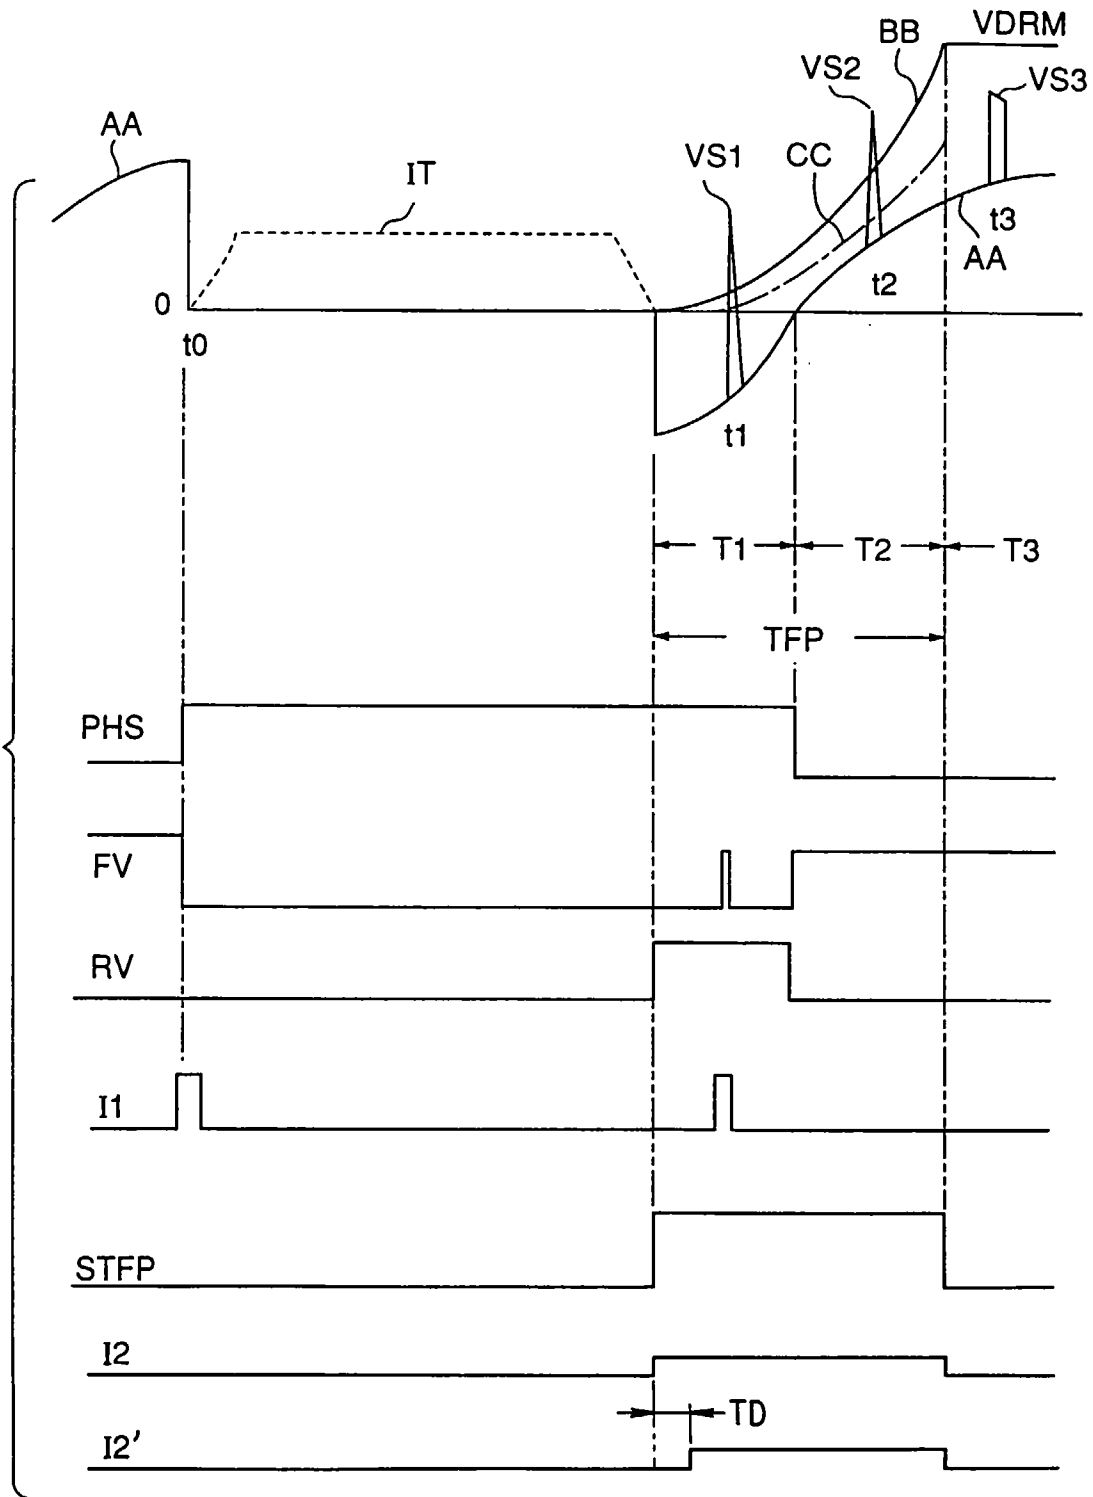 VDRM
BB
VS2
VS3
AA
VS1
CC
IT
t3
AA
t2
0
t0
t1
T1
T2
T3
TFP
PHS
FV
RV
I1
STFP
I2
TD
I2'